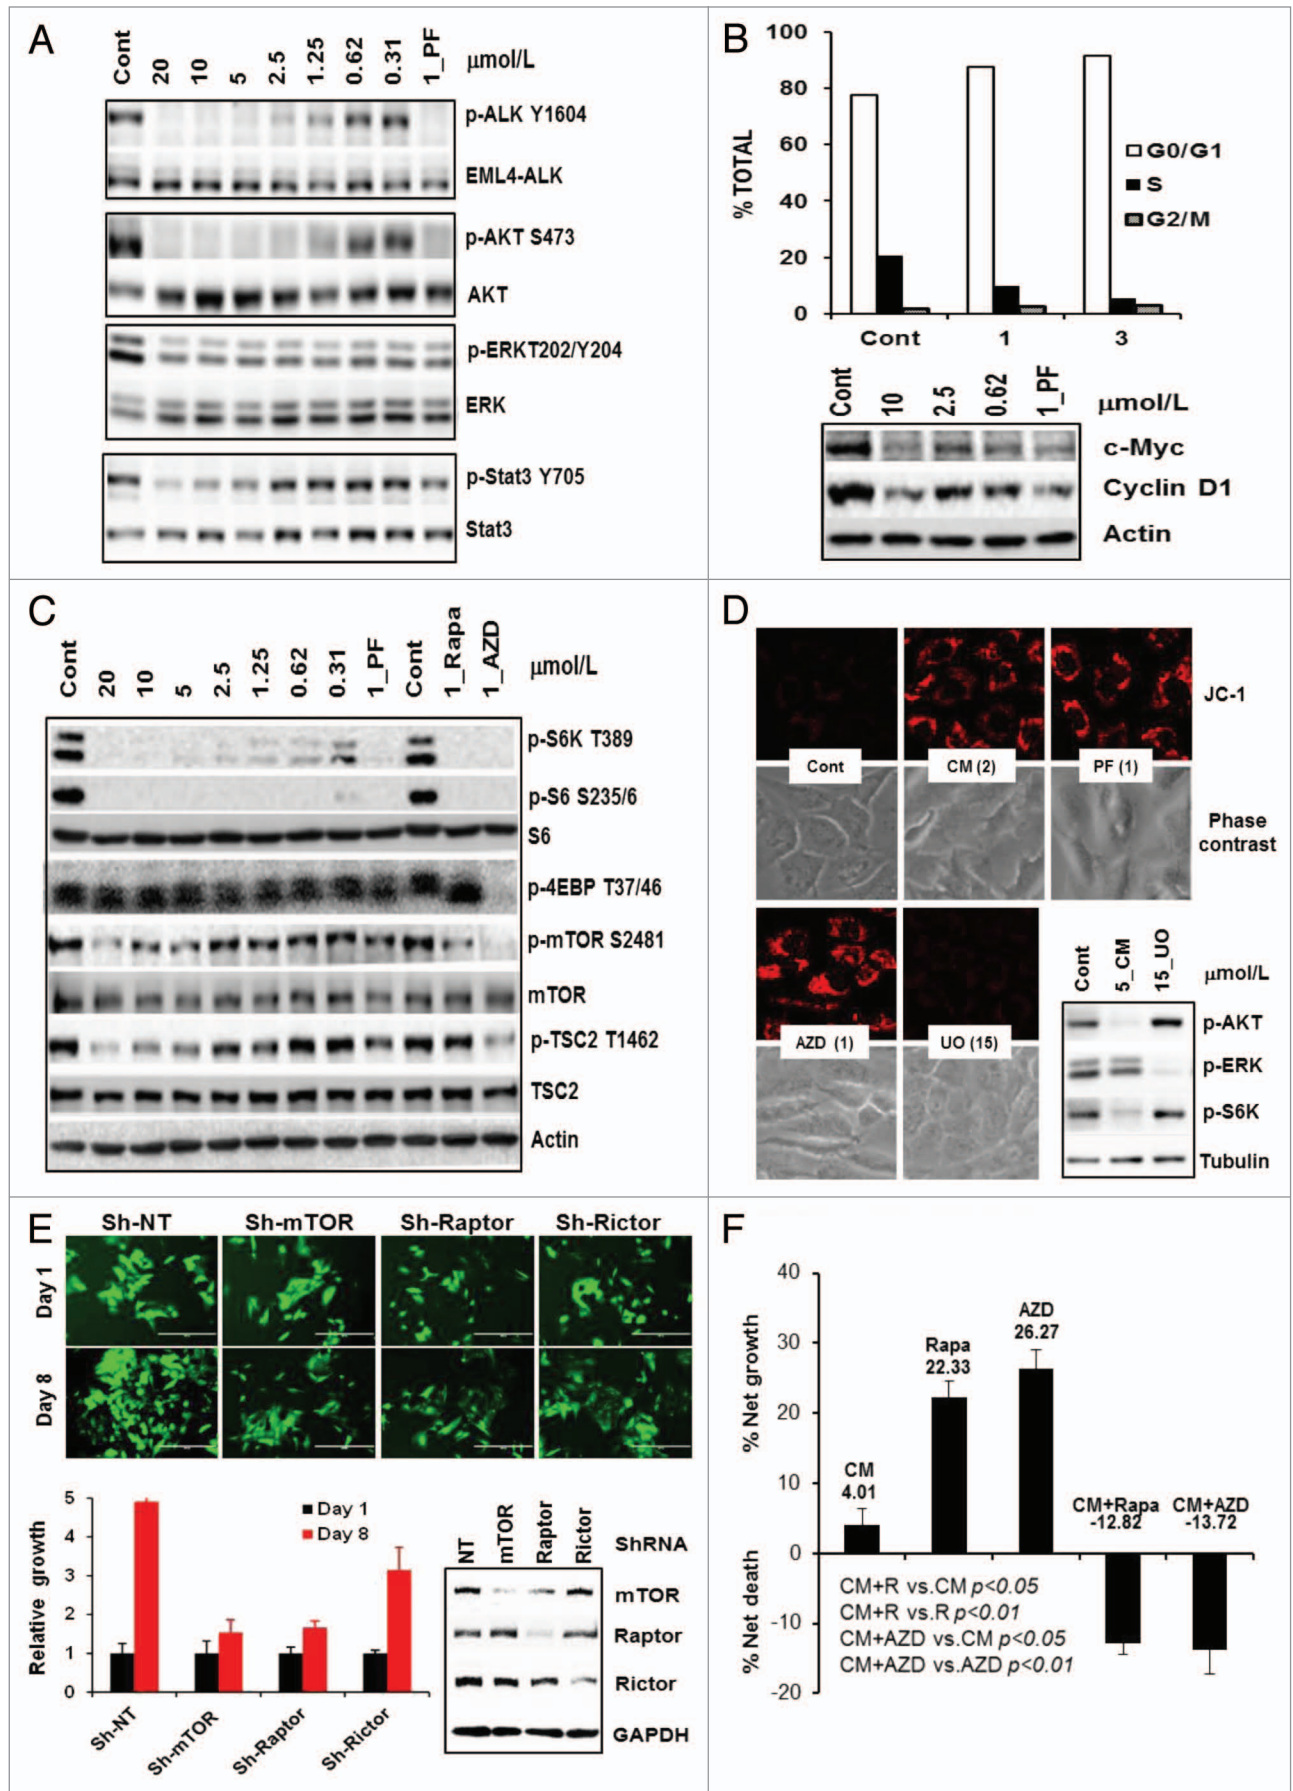 A
Cont 20 10 5 2.5 1.25 0.62 0.31 1_PF μmol/L
p-ALK Y1604
EML4-ALK
p-AKT S473
AKT
p-ERKT202/Y204
ERK
p-Stat3 Y705
Stat3
B
100
80
60
40
20
0
% TOTAL
G0/G1
S
G2/M
Cont 1 3
Cont 10 2.5 0.62 1_PF μmol/L
c-Myc
Cyclin D1
Actin
C
Cont 20 10 5 2.5 1.25 0.62 0.31 1_PF Cont 1_Rapa 1_AZD μmol/L
p-S6K T389
p-S6 S235/6
S6
p-4EBP T37/46
p-mTOR S2481
mTOR
p-TSC2 T1462
TSC2
Actin
D
JC-1
Cont CM (2) PF (1)
Phase
contrast
AZD (1) UO (15)
Cont 5_CM 15_UO μmol/L
p-AKT
p-ERK
p-S6K
Tubulin
E
Sh-NT Sh-mTOR Sh-Raptor Sh-Rictor
Day 1
Day 8
5
4
3
2
1
0
Relative growth
Day 1
Day 8
Sh-NT Sh-mTOR Sh-Raptor Sh-Rictor
NT mTOR Raptor Rictor ShRNA
mTOR
Raptor
Rictor
GAPDH
F
40
30
20
10
0
-10
-20
% Net growth
% Net death
CM
4.01
Rapa
22.33
AZD
26.27
CM+Rapa
-12.82
CM+AZD
-13.72
CM+R vs.CM p<0.05
CM+R vs.R p<0.01
CM+AZD vs.CM p<0.05
CM+AZD vs.AZD p<0.01